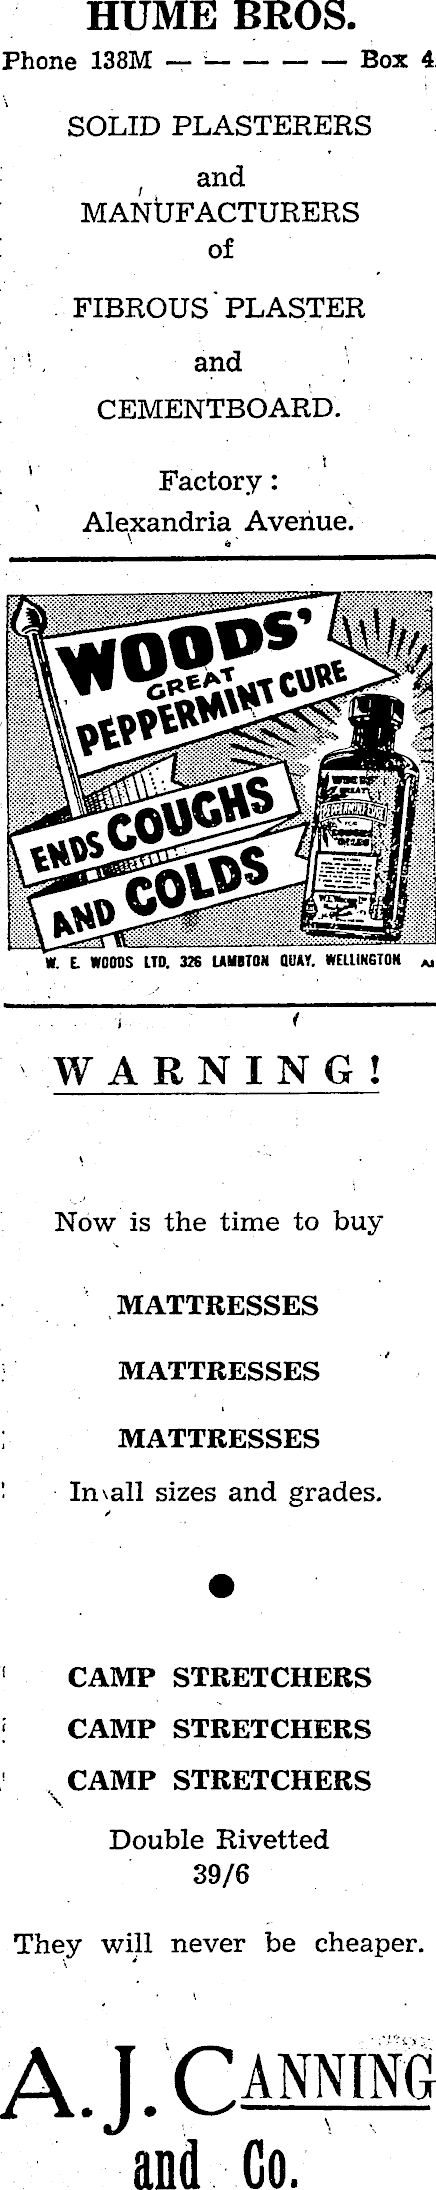 HUME BROS.
Phone 138M — — — — — Box 4
SOLID PLASTERERS
and
MANUFACTURERS
of
FIBROUS PLASTER
and
CEMENTBOARD.
Factory :
Alexandria Avenue.
WOODS'
GREAT
PEPPERMINT CURE
ENDS COUGHS
AND COLDS
W. E. WOODS LTD, 326 LAMBTON QUAY, WELLINGTON
WARNING!
Now is the time to buy
MATTRESSES
MATTRESSES
MATTRESSES
In all sizes and grades.
CAMP STRETCHERS
CAMP STRETCHERS
CAMP STRETCHERS
Double Rivetted
39/6
They will never be cheaper.
A. J. CANNING
and Co.